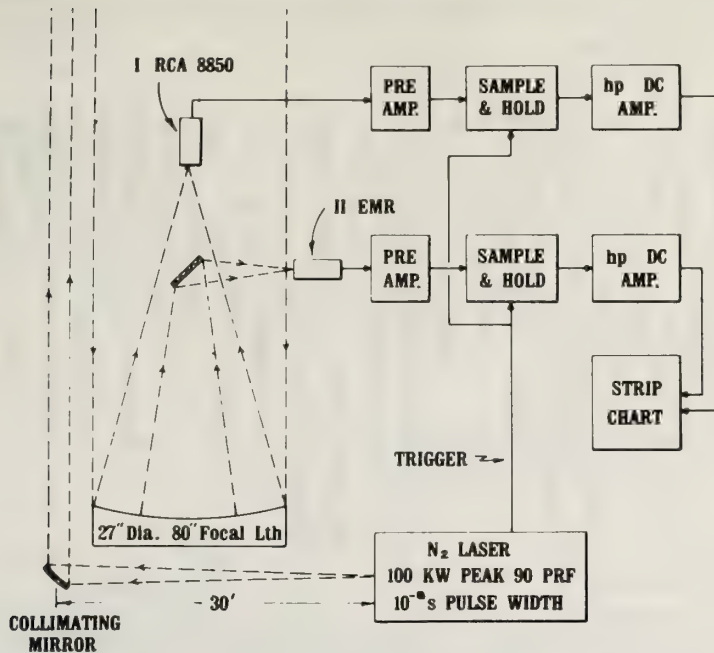 I RCA 8850
PRE
AMP.
SAMPLE
& HOLD
hp DC
AMP.
II EMR
PRE
AMP.
SAMPLE
& HOLD
hp DC
AMP.
STRIP
CHART
TRIGGER
27" Dia. 80" Focal Lth
N₂ LASER
100 KW PEAK 90 PRF
10⁻⁸s PULSE WIDTH
30'
COLLIMATING
MIRROR